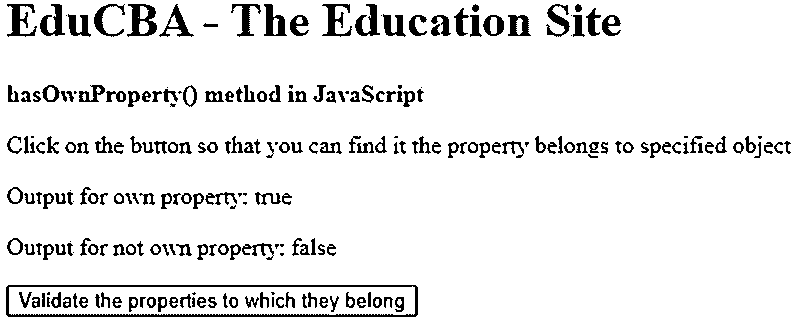 EduCBA - The Education Site
hasOwnProperty() method in JavaScript
Click on the button so that you can find it the property belongs to specified object
Output for own property: true
Output for not own property: false
Validate the properties to which they belong